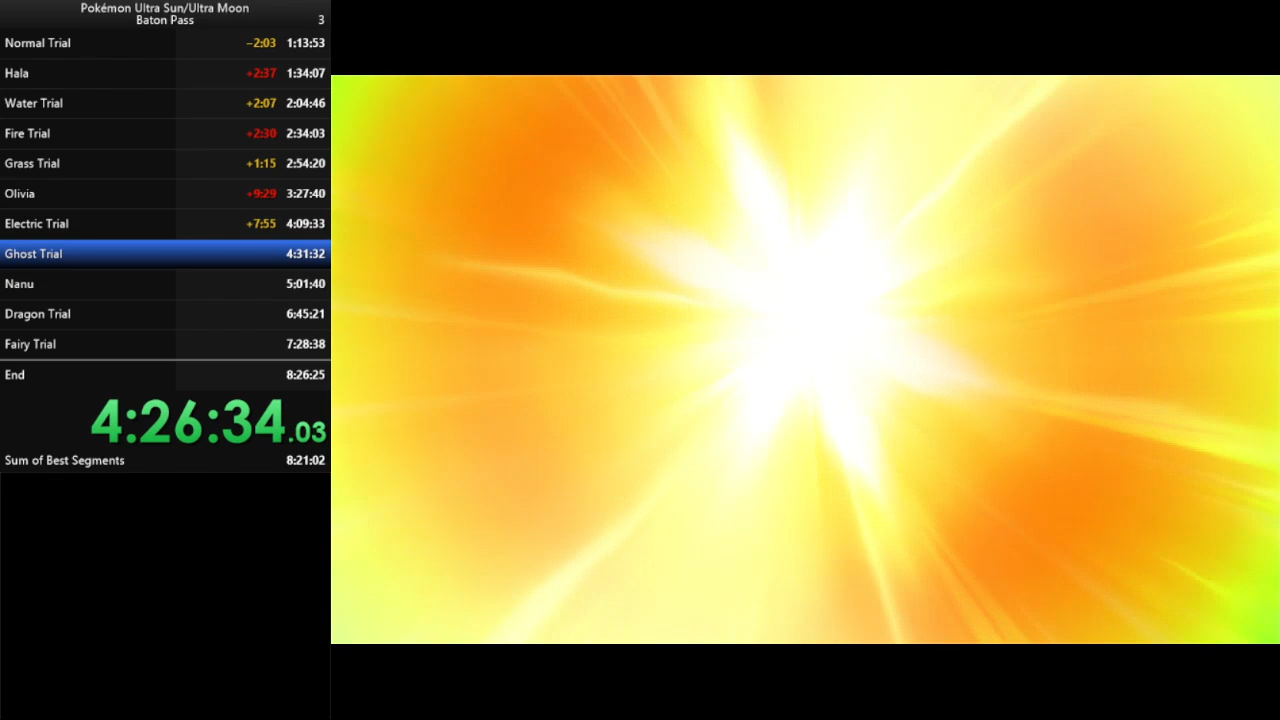 Pokémon Ultra Sun/Ultra Moon
Baton Pass 3
Normal Trial −2:03 1:13:53
Hala +2:37 1:34:07
Water Trial +2:07 2:04:46
Fire Trial +2:30 2:34:03
Grass Trial +1:15 2:54:20
Olivia +9:29 3:27:40
Electric Trial +7:55 4:09:33
Ghost Trial 4:31:32
Nanu 5:01:40
Dragon Trial 6:45:21
Fairy Trial 7:28:38
End 8:26:25
4:26:34.03
Sum of Best Segments 8:21:02